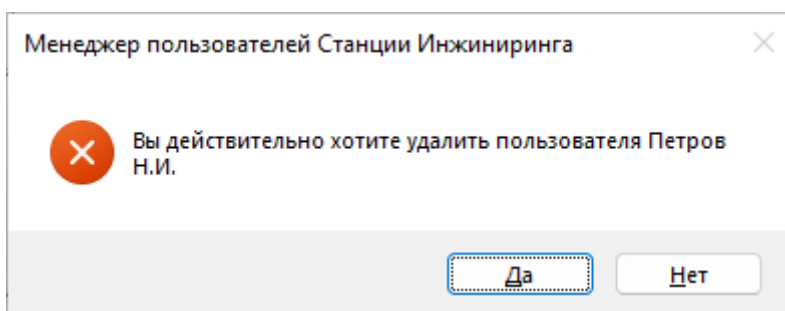 Менеджер пользователей Станции Инжиниринга
Вы действительно хотите удалить пользователя Петров
Н.И.
Да
Нет